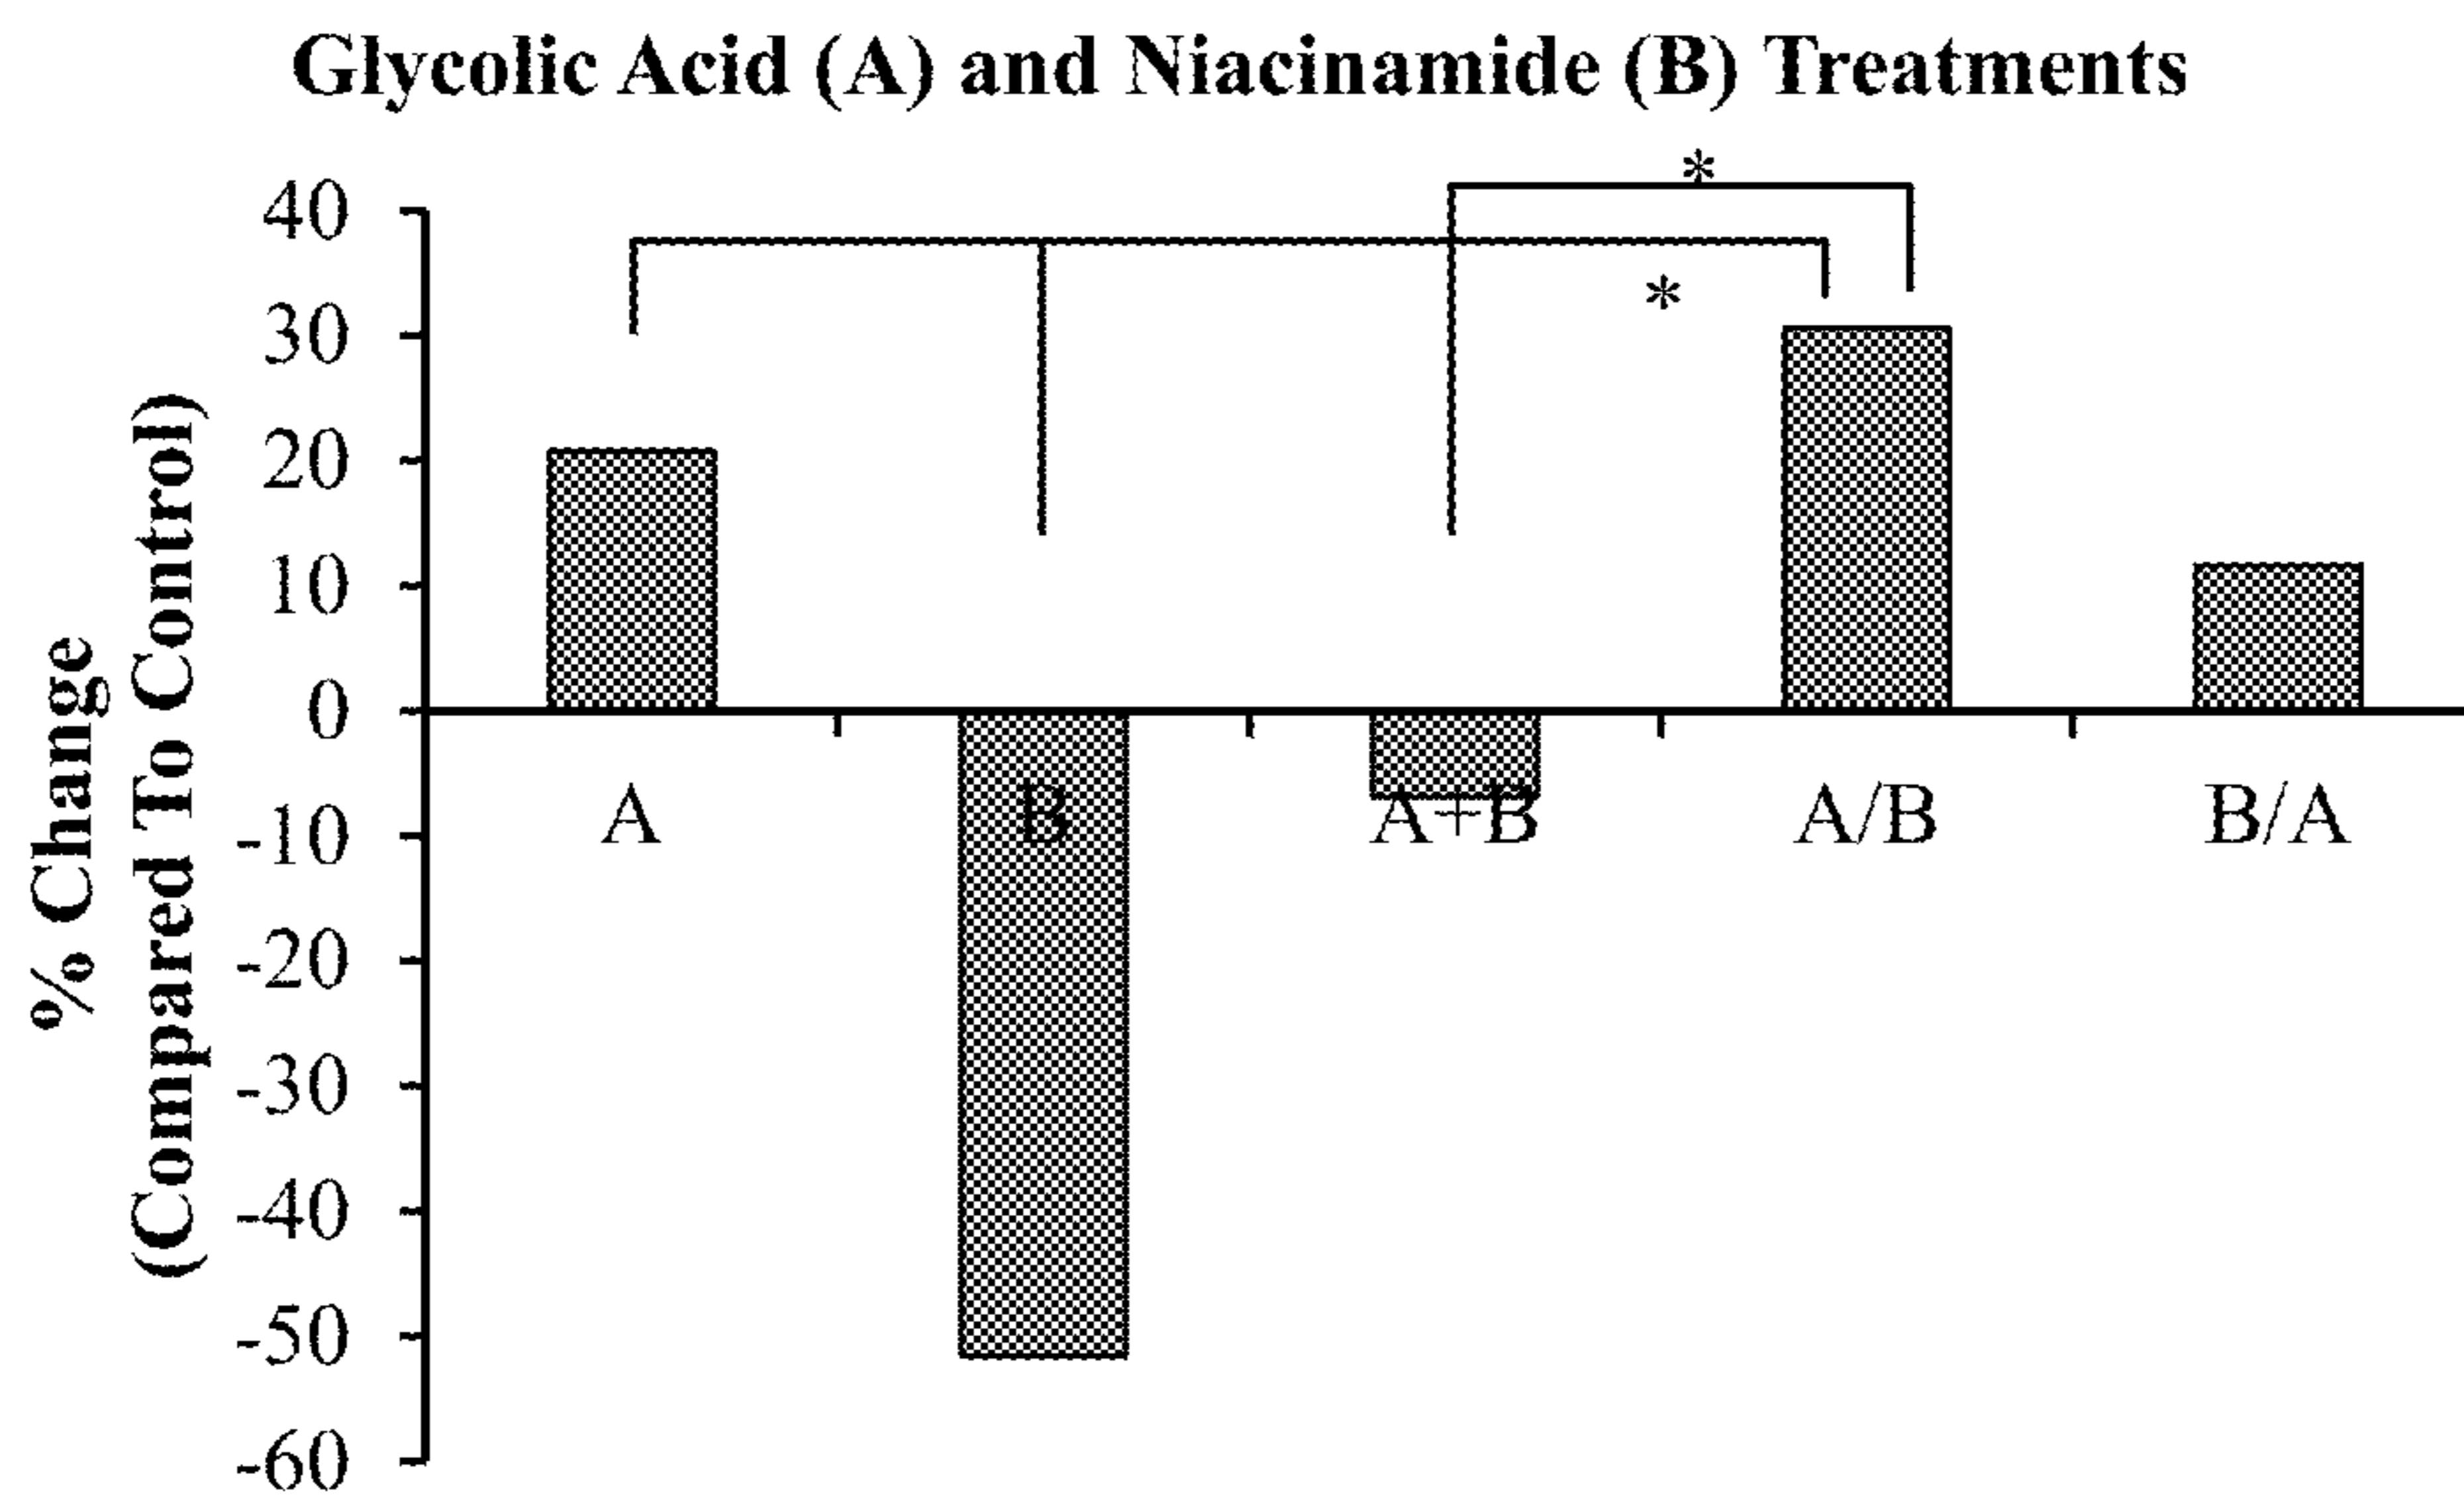 Glycolic Acid (A) and Niacinamide (B) Treatments
*
40
*
30
20
10
0
-10
-20
-30
-40
-50
-60
% Change
(Compared To Control)
A
B
A+B
A/B
B/A